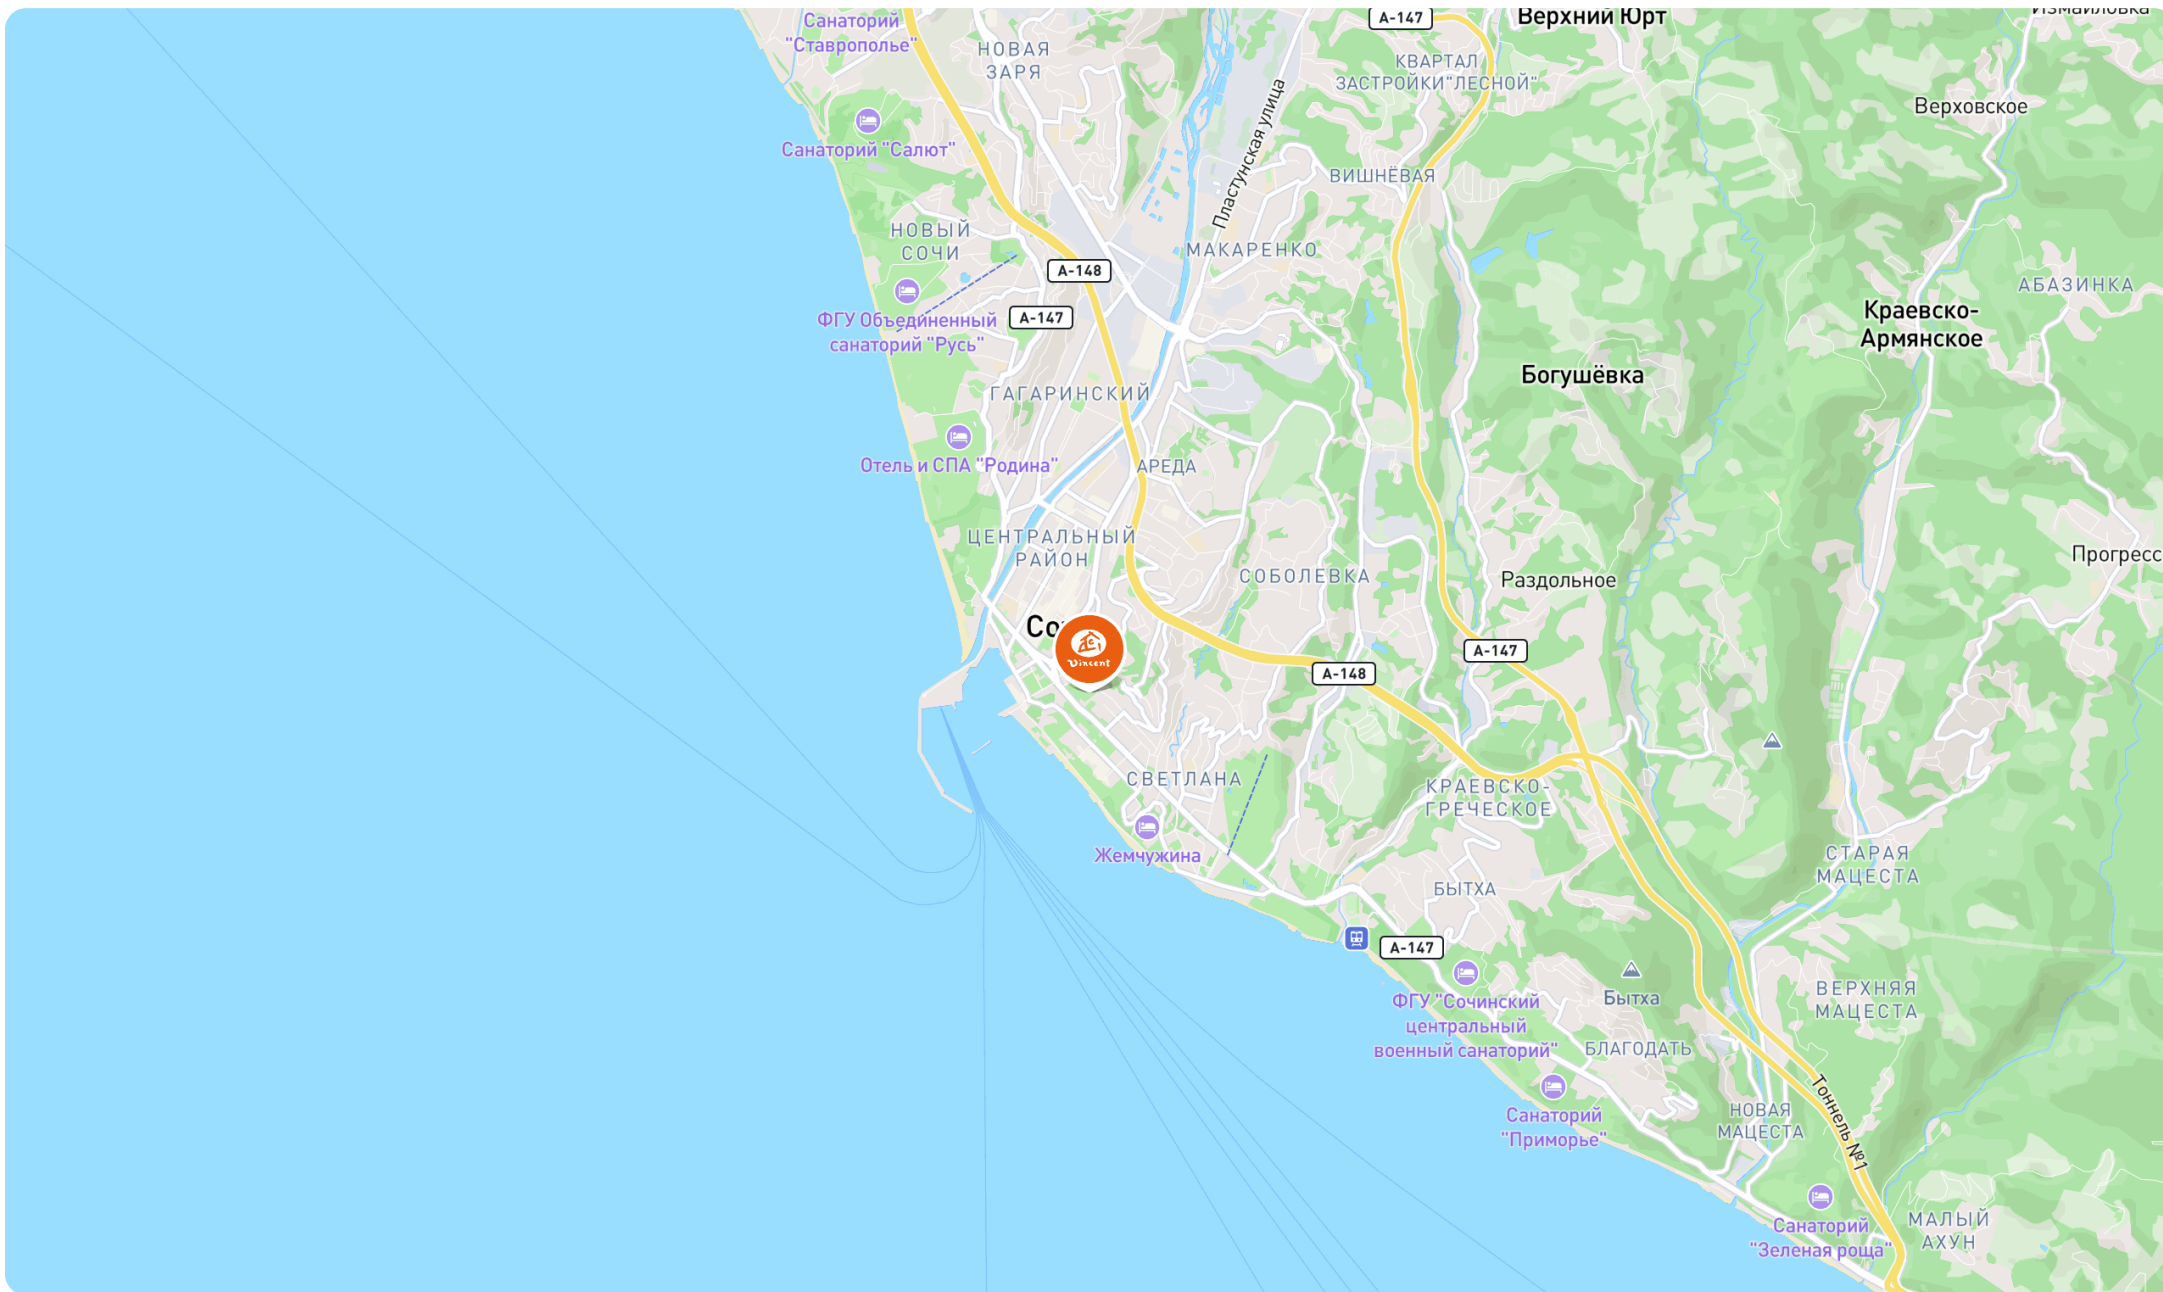 Санаторий
"Ставрополье"
НОВАЯ
ЗАРЯ
А-147
Верхний Юрт
Измайловка
КВАРТАЛ
ЗАСТРОЙКИ"ЛЕСНОЙ"
Верховское
Санаторий "Салют"
Пластунская улица
ВИШНЁВАЯ
НОВЫЙ
СОЧИ
МАКАРЕНКО
А-148
АБАЗИНКА
А-147
ФГУ Объединенный
санаторий "Русь"
Краевско-
Армянское
Богушёвка
ГАГАРИНСКИЙ
Отель и СПА "Родина"
АРЕДА
ЦЕНТРАЛЬНЫЙ
РАЙОН
Прогресс
СОБОЛЕВКА
Раздольное
Со
Vincent
А-147
А-148
СВЕТЛАНА
КРАЕВСКО-
ГРЕЧЕСКОЕ
Жемчужина
СТАРАЯ
МАЦЕСТА
БЫТХА
А-147
ФГУ "Сочинский
центральный
военный санаторий"
Бытха
ВЕРХНЯЯ
МАЦЕСТА
БЛАГОДАТЬ
Санаторий
"Приморье"
НОВАЯ
МАЦЕСТА
Тоннель №1
Санаторий
"Зеленая роща"
МАЛЫЙ
АХУН